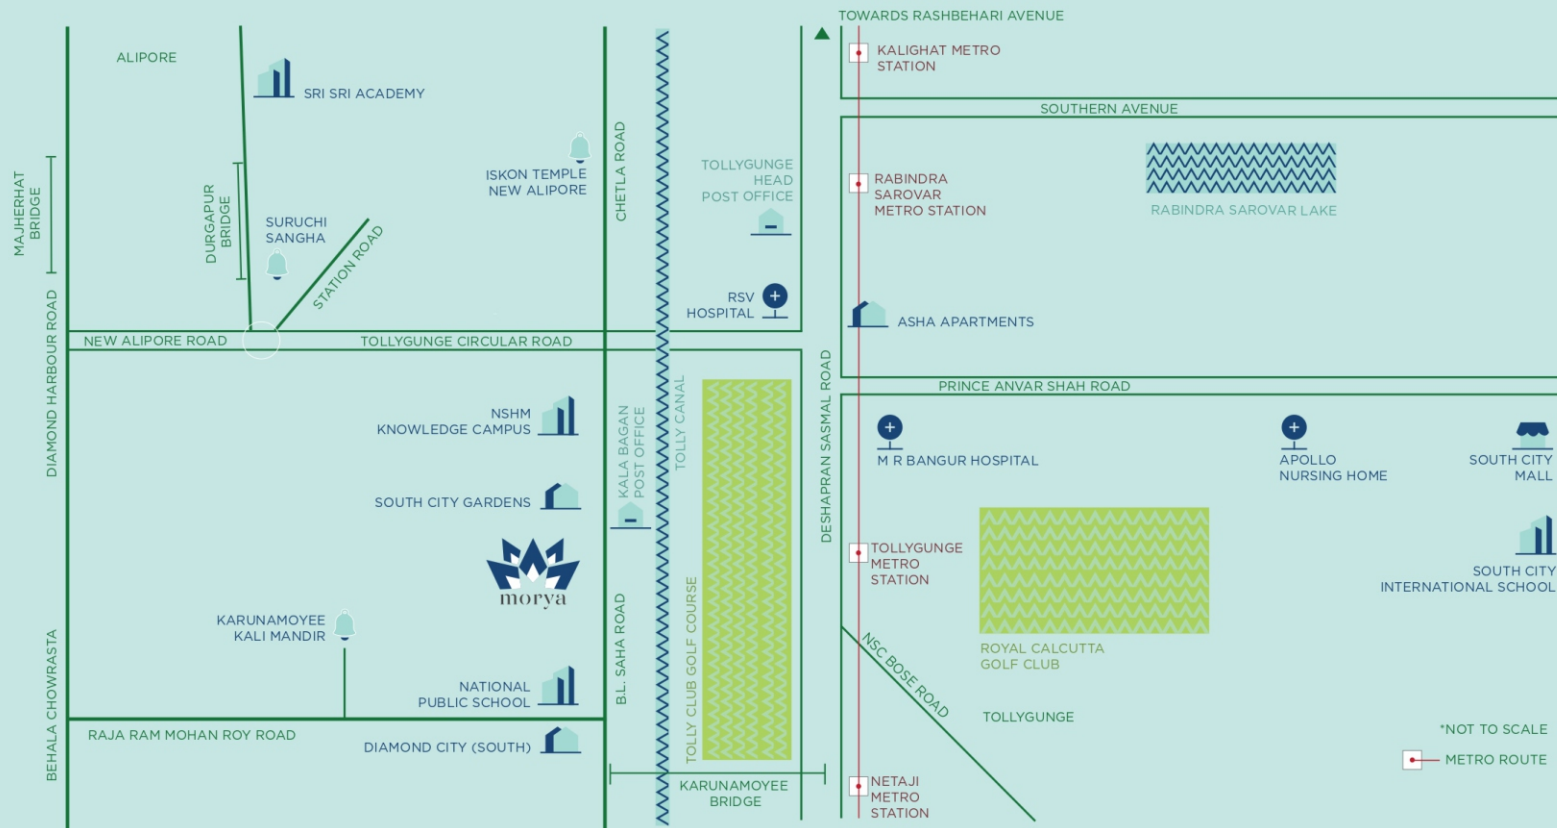 TOWARDS RASHBEHARI AVENUE
ALIPORE
KALIGHAT METRO
STATION
SRI SRI ACADEMY
SOUTHERN AVENUE
MAJHERHAT
BRIDGE
DURGAPUR
BRIDGE
SURUCHI
SANGHA
STATION ROAD
ISKON TEMPLE
NEW ALIPORE
CHETLA ROAD
TOLLYGUNGE
HEAD
POST OFFICE
RABINDRA
SAROVAR
METRO STATION
RABINDRA SAROVAR LAKE
RSV
HOSPITAL
ASHA APARTMENTS
DIAMOND HARBOUR ROAD
NEW ALIPORE ROAD
TOLLYGUNGE CIRCULAR ROAD
DESHAPRAN SASMAL ROAD
PRINCE ANVAR SHAH ROAD
NSHM
KNOWLEDGE CAMPUS
KALA BAGAN
POST OFFICE
TOLLY CANAL
M R BANGUR HOSPITAL
APOLLO
NURSING HOME
SOUTH CITY
MALL
SOUTH CITY GARDENS
morya
TOLLYGUNGE
METRO
STATION
SOUTH CITY
INTERNATIONAL SCHOOL
KARUNAMOYEE
KALI MANDIR
B.L. SAHA ROAD
TOLLY CLUB GOLF COURSE
NSC BOSE ROAD
ROYAL CALCUTTA
GOLF CLUB
BEHALA CHOWRASTA
NATIONAL
PUBLIC SCHOOL
TOLLYGUNGE
RAJA RAM MOHAN ROY ROAD
DIAMOND CITY (SOUTH)
*NOT TO SCALE
METRO ROUTE
KARUNAMOYEE
BRIDGE
NETAJI
METRO
STATION